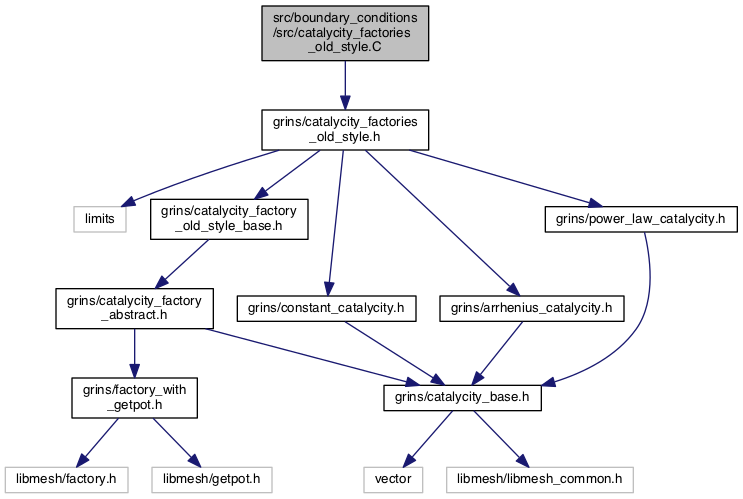 src/boundary_conditions
/src/catalycity_factories
_old_style.C
grins/catalycity_factories
_old_style.h
limits
grins/catalycity_factory
_old_style_base.h
grins/power_law_catalycity.h
grins/catalycity_factory
_abstract.h
grins/constant_catalycity.h
grins/arrhenius_catalycity.h
grins/factory_with
_getpot.h
grins/catalycity_base.h
libmesh/factory.h
libmesh/getpot.h
vector
libmesh/libmesh_common.h